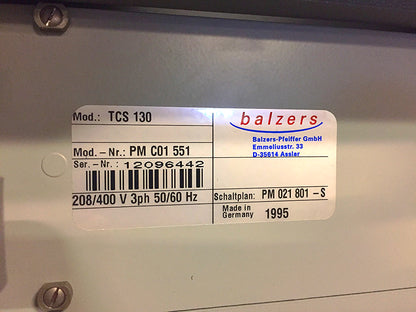 Mod.: TCS 130
balzers
Balzers-Pfeiffer GmbH
Emmeliusstr. 33
D-35614 Asslar
Mod.-Nr.: PM C01 551
Ser.-Nr.: 12096442
208/400 V 3ph 50/60 Hz
Schaltplan: PM 021 801 -S
Made in
Germany 1995